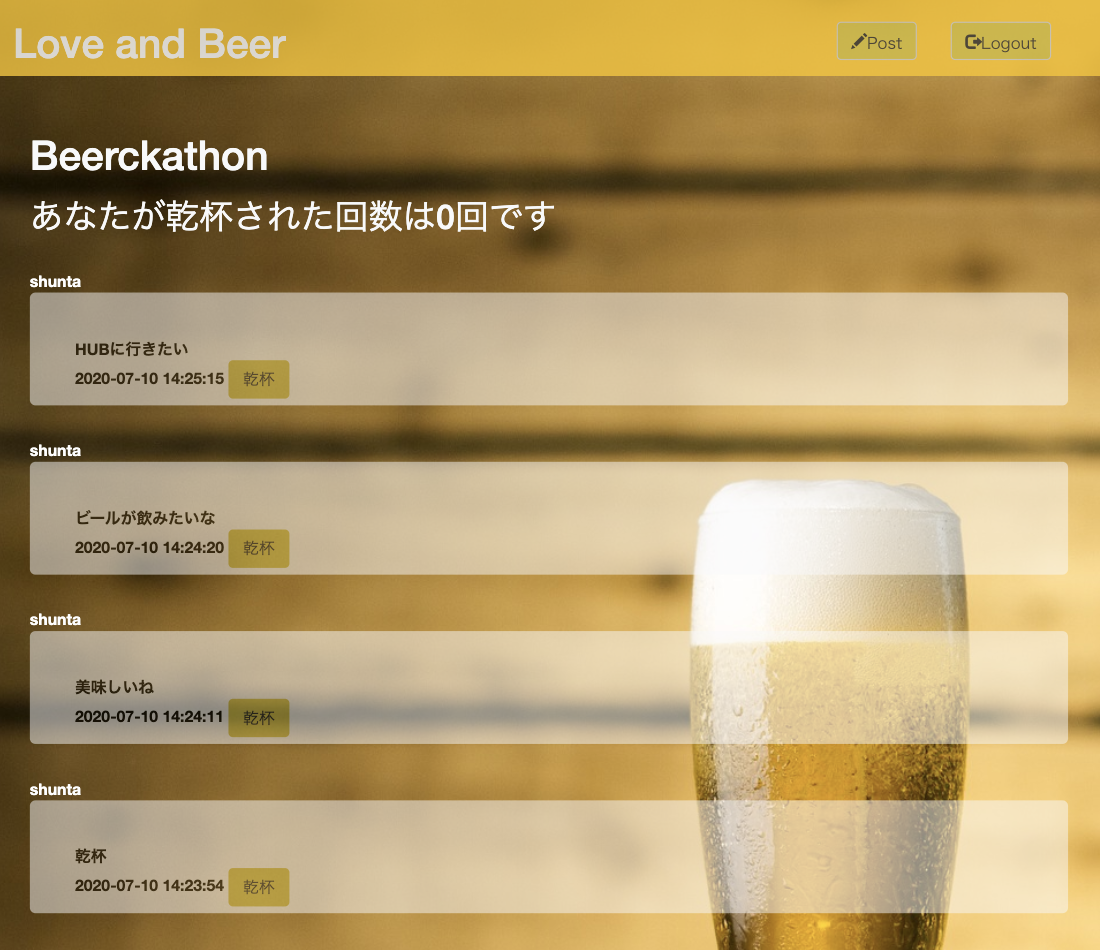 Love and Beer
Post
Logout
Beerckathon
あなたが乾杯された回数は0回です
shunta
HUBに行きたい
2020-07-10 14:25:15 乾杯
shunta
ビールが飲みたいな
2020-07-10 14:24:20 乾杯
shunta
美味しいね
2020-07-10 14:24:11 乾杯
shunta
乾杯
2020-07-10 14:23:54 乾杯